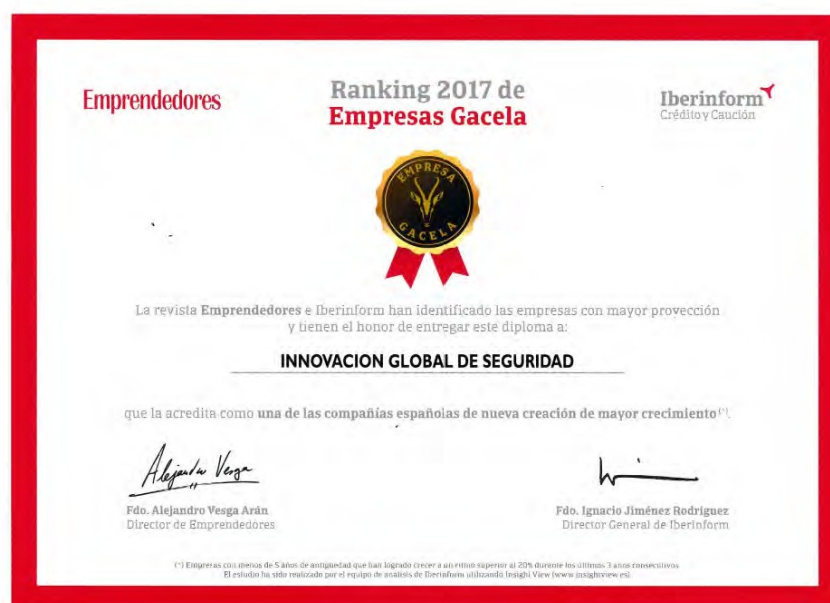 Emprendedores
Ranking 2017 de
Empresas Gacela
Iberinform
Crédito y Caución
EMPRESA
GACELA
La revista Emprendedores e Iberinform han identificado las empresas con mayor proyección
y tienen el honor de entregar este diploma a:
INNOVACION GLOBAL DE SEGURIDAD
que la acredita como una de las compañías españolas de nueva creación de mayor crecimiento(*).
Alejandro Vesga
Fdo. Alejandro Vesga Arán
Director de Emprendedores
Fdo. Ignacio Jiménez Rodríguez
Director General de Iberinform
(*) Empresas con menos de 5 años de antigüedad que han logrado crecer a un ritmo superior al 20% durante los últimos 3 años consecutivos.
El estudio ha sido realizado por el equipo de análisis de Iberinform utilizando Insight View (www.insightview.es).